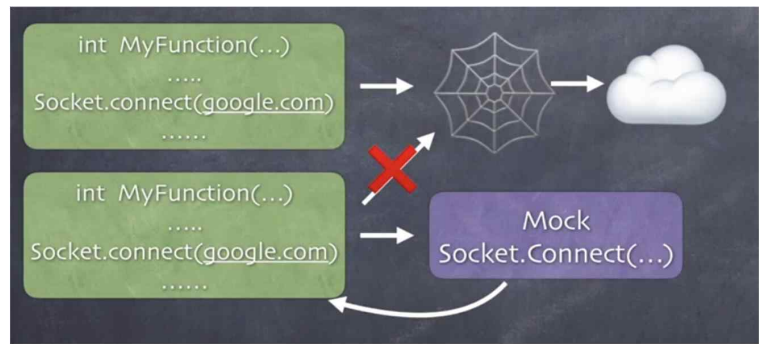 int MyFunction(...)
.....
Socket.connect(google.com)
......
int MyFunction(...)
.....
Socket.connect(google.com)
......
Mock
Socket.Connect(...)